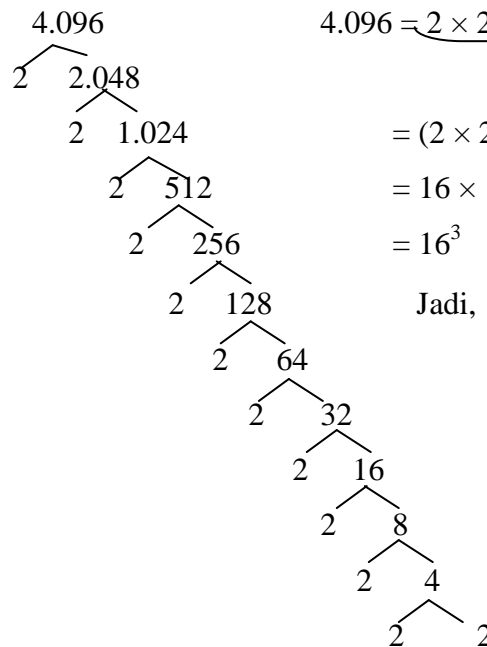 4.096 4.096 = 2 × 2
2 2.048
2 1.024 = (2 × 2
2 512 = 16 ×
2 256 = 16³
2 128 Jadi,
2 64
2 32
2 16
2 8
2 4
2 2